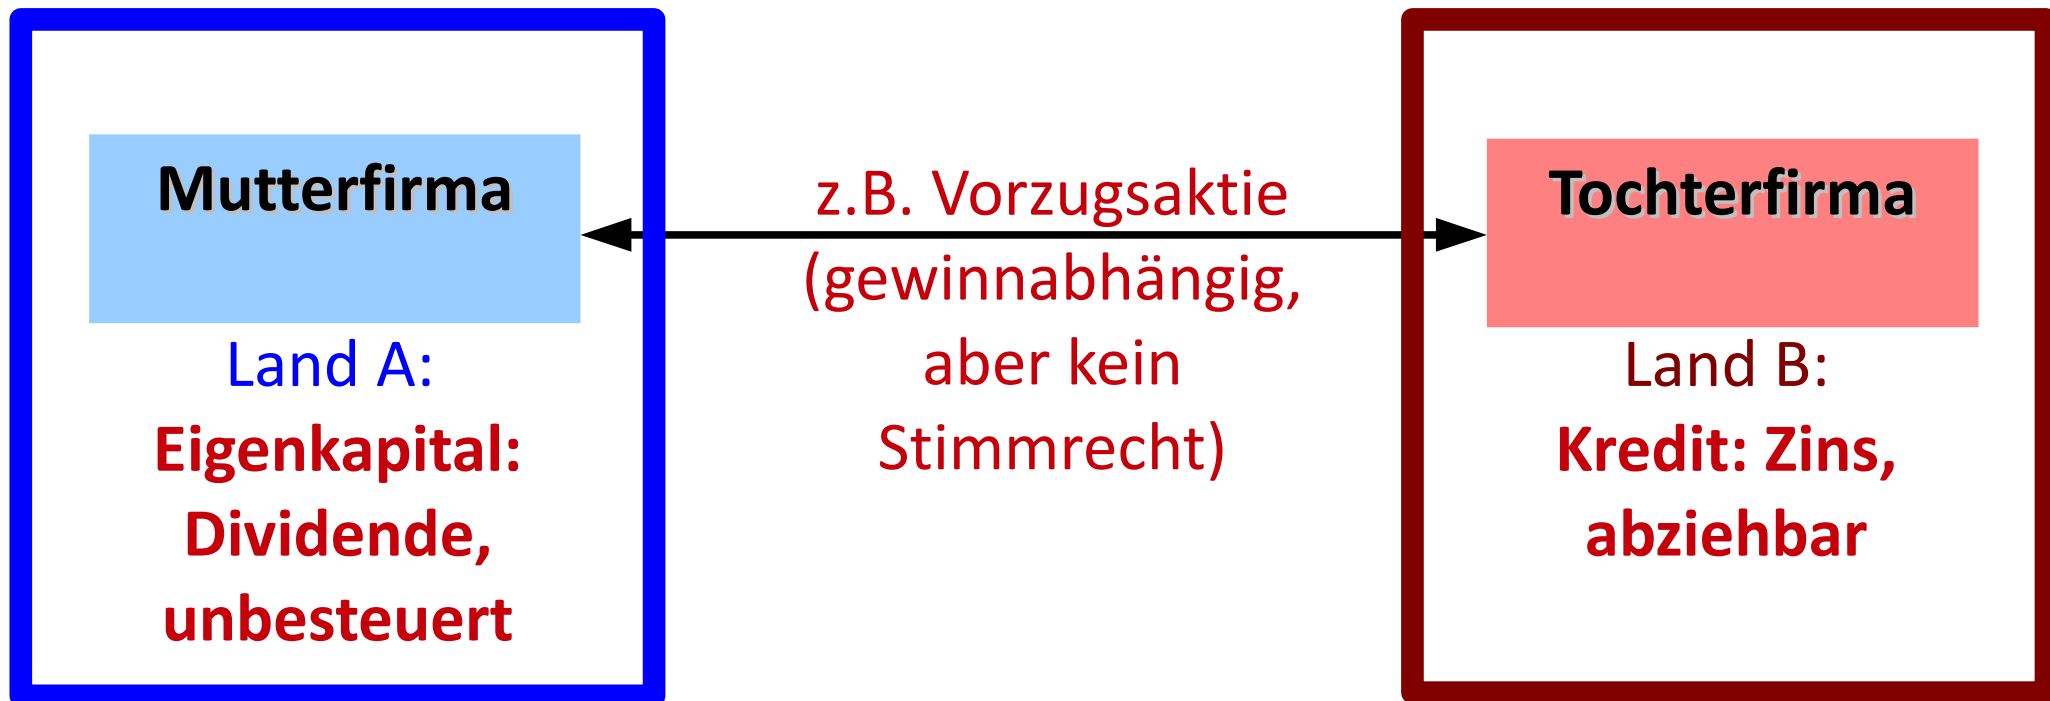 Mutterfirma
Land A:
Eigenkapital:
Dividende,
unbesteuert
z.B. Vorzugsaktie
(gewinnabhängig,
aber kein
Stimmrecht)
Tochterfirma
Land B:
Kredit: Zins,
abziehbar